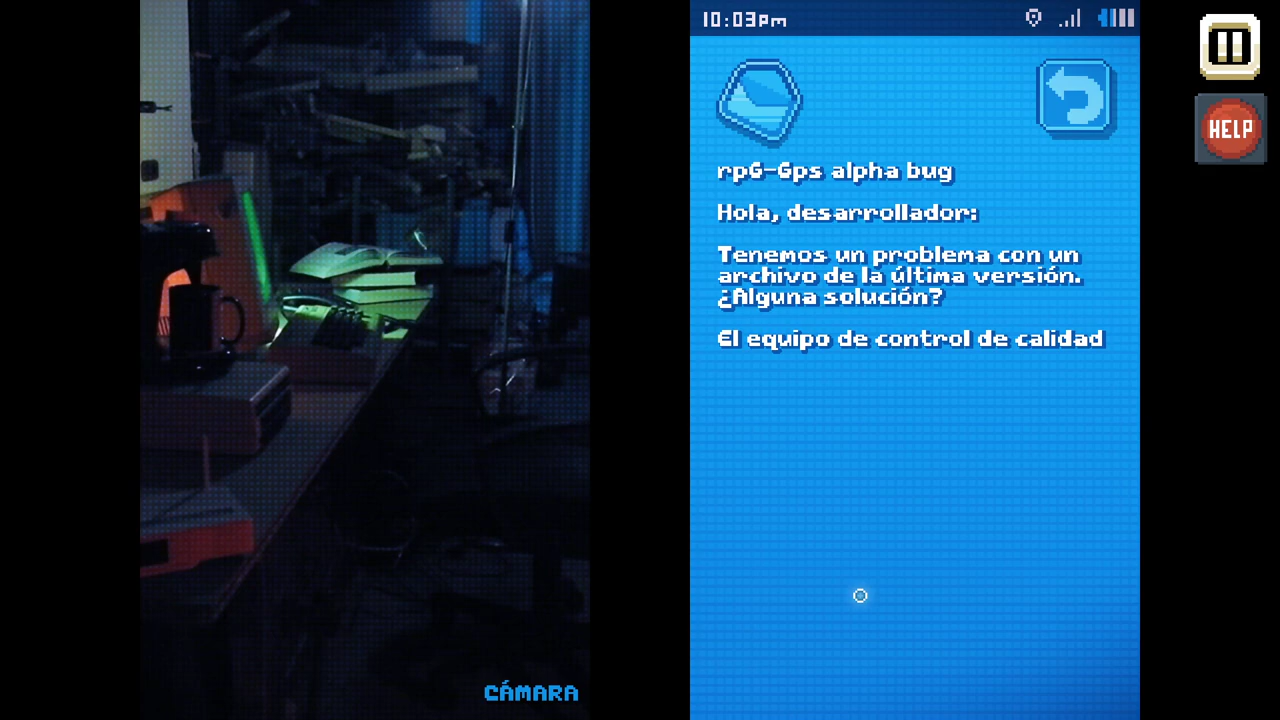 10:03pm
HELP
rpG-Gps alpha bug
Hola, desarrollador:
Tenemos un problema con un
archivo de la última versión.
¿Alguna solución?
El equipo de control de calidad
CÁMARA